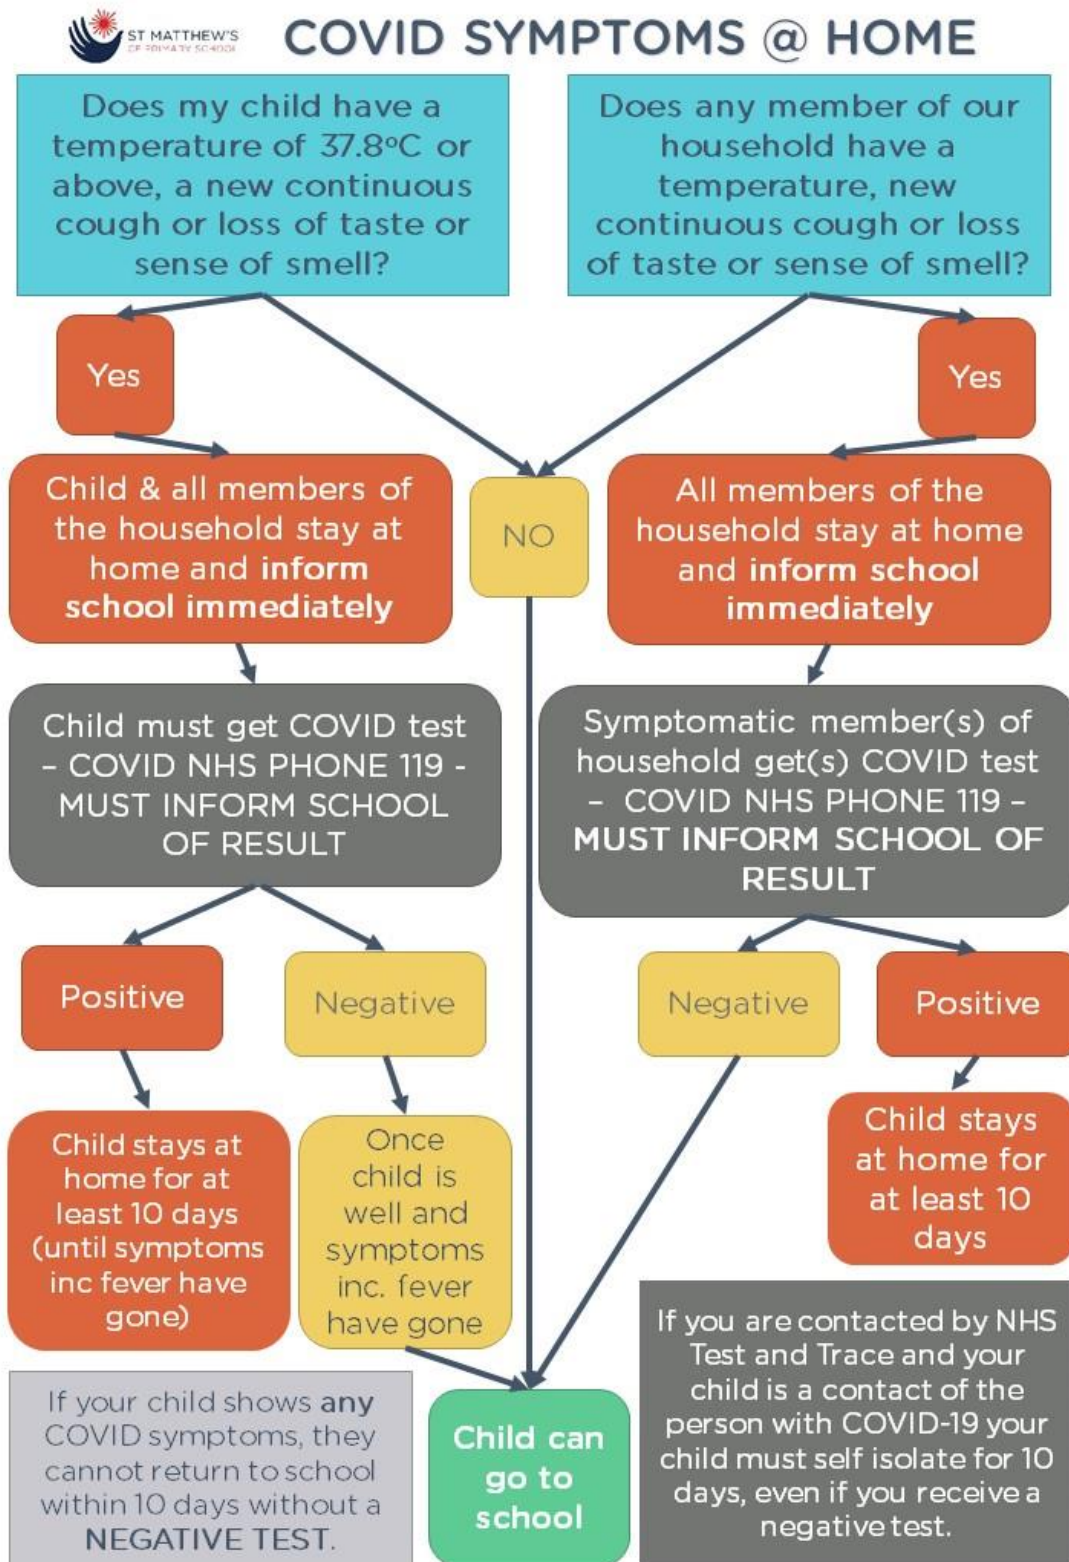 ST MATTHEW'S
CE PRIMARY SCHOOL
COVID SYMPTOMS @ HOME
Does my child have a
temperature of 37.8ºC or
above, a new continuous
cough or loss of taste or
sense of smell?
Does any member of our
household have a
temperature, new
continuous cough or loss
of taste or sense of smell?
Yes
Yes
Child & all members of
the household stay at
home and inform
school immediately
NO
All members of the
household stay at home
and inform school
immediately
Child must get COVID test
– COVID NHS PHONE 119 -
MUST INFORM SCHOOL
OF RESULT
Symptomatic member(s) of
household get(s) COVID test
– COVID NHS PHONE 119 –
MUST INFORM SCHOOL OF
RESULT
Positive
Negative
Negative
Positive
Child stays at
home for at
least 10 days
(until symptoms
inc fever have
gone)
Once
child is
well and
symptoms
inc. fever
have gone
Child stays
at home for
at least 10
days
If your child shows any
COVID symptoms, they
cannot return to school
within 10 days without a
NEGATIVE TEST.
Child can
go to
school
If you are contacted by NHS
Test and Trace and your
child is a contact of the
person with COVID-19 your
child must self isolate for 10
days, even if you receive a
negative test.